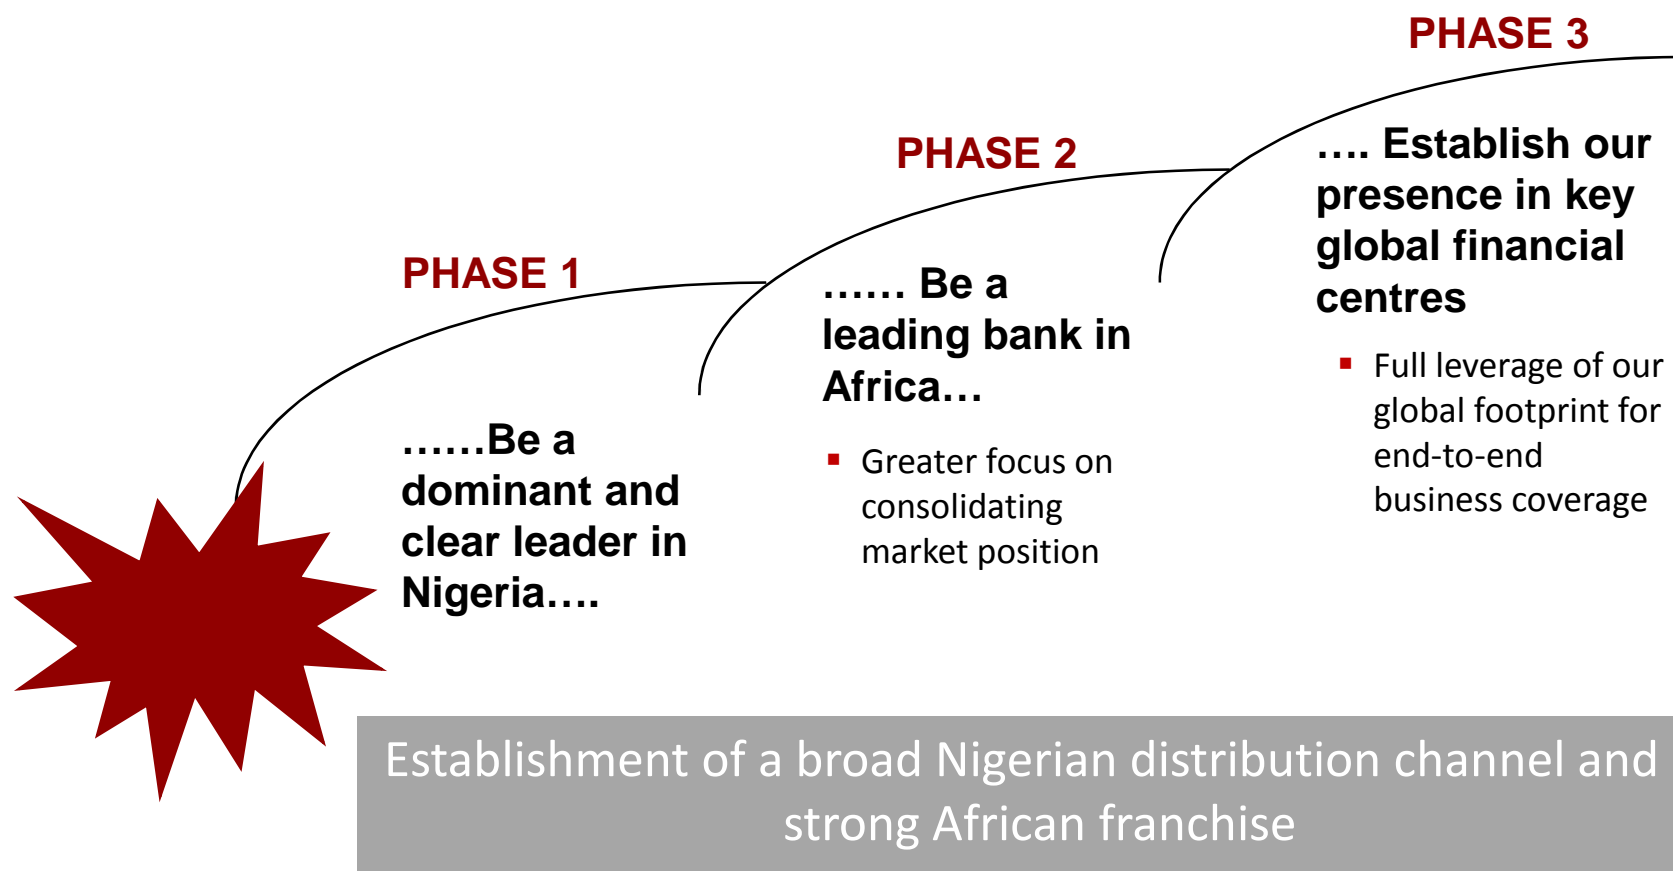 PHASE 1
……Be a
dominant and
clear leader in
Nigeria….
PHASE 2
…… Be a
leading bank in
Africa…
▪ Greater focus on
consolidating
market position
PHASE 3
…. Establish our
presence in key
global financial
centres
▪ Full leverage of our
global footprint for
end-to-end
business coverage
Establishment of a broad Nigerian distribution channel and
strong African franchise